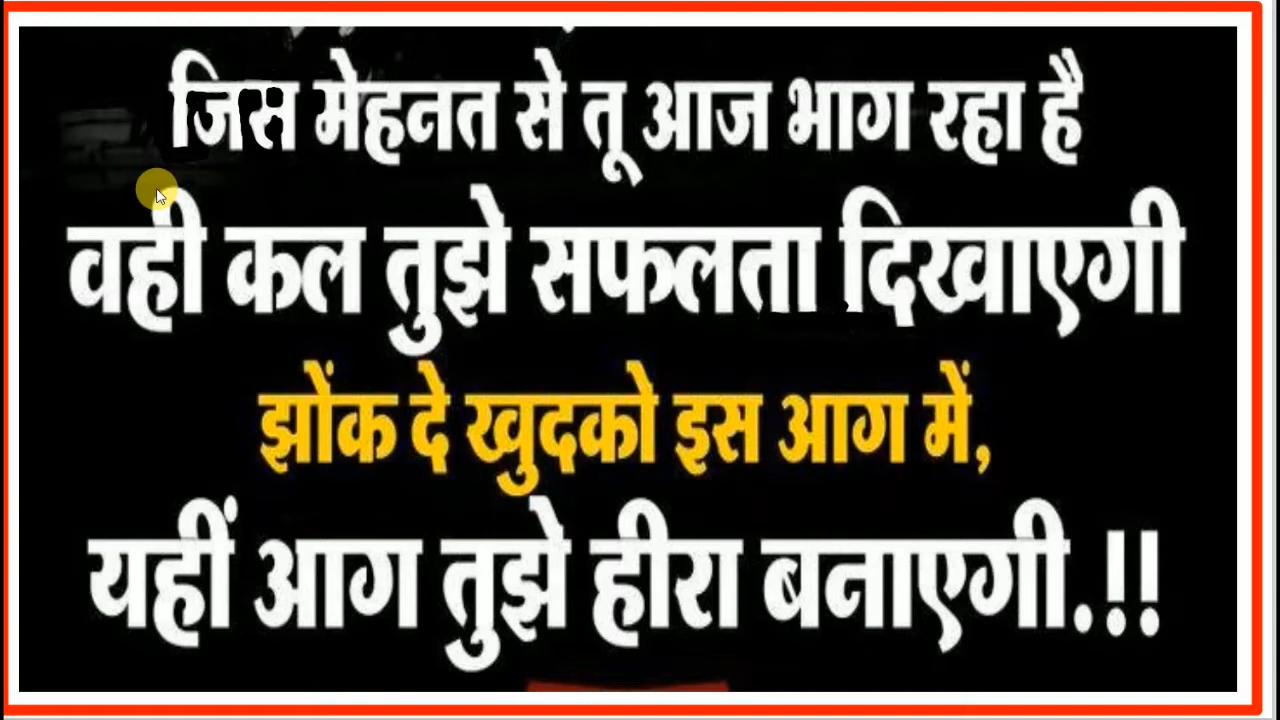 जिस मेहनत से तू आज भाग रहा है
वही कल तुझे सफलता दिखाएगी
झोंक दे खुदको इस आग में,
यहीं आग तुझे हीरा बनाएगी.!!